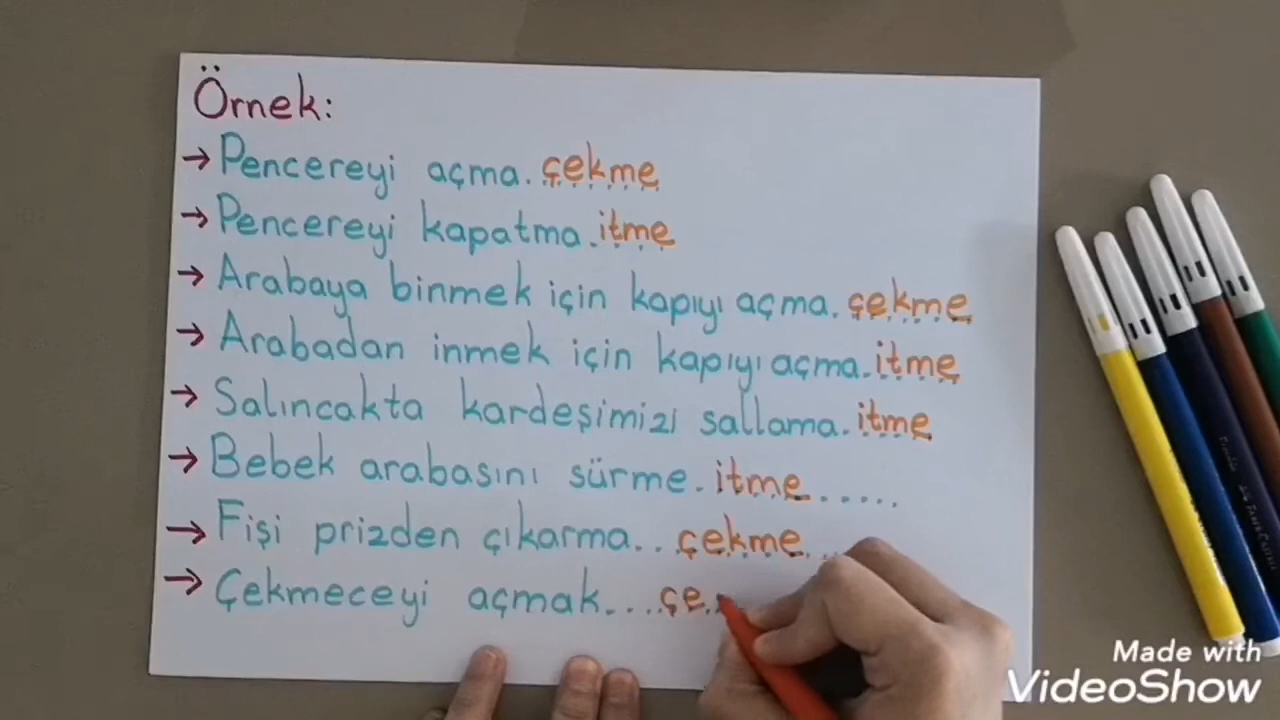 Örnek:
→ Pencereyi açma. çekme
→ Pencereyi kapatma. itme
→ Arabaya binmek için kapıyı açma. çekme
→ Arabadan inmek için kapıyı açma. itme
→ Salıncakta kardeşimizi sallama. itme
→ Bebek arabasını sürme. itme.....
→ Fişi prizden çıkarma.. çekme...
→ Çekmeceyi açmak....çe..
Made with
VideoShow